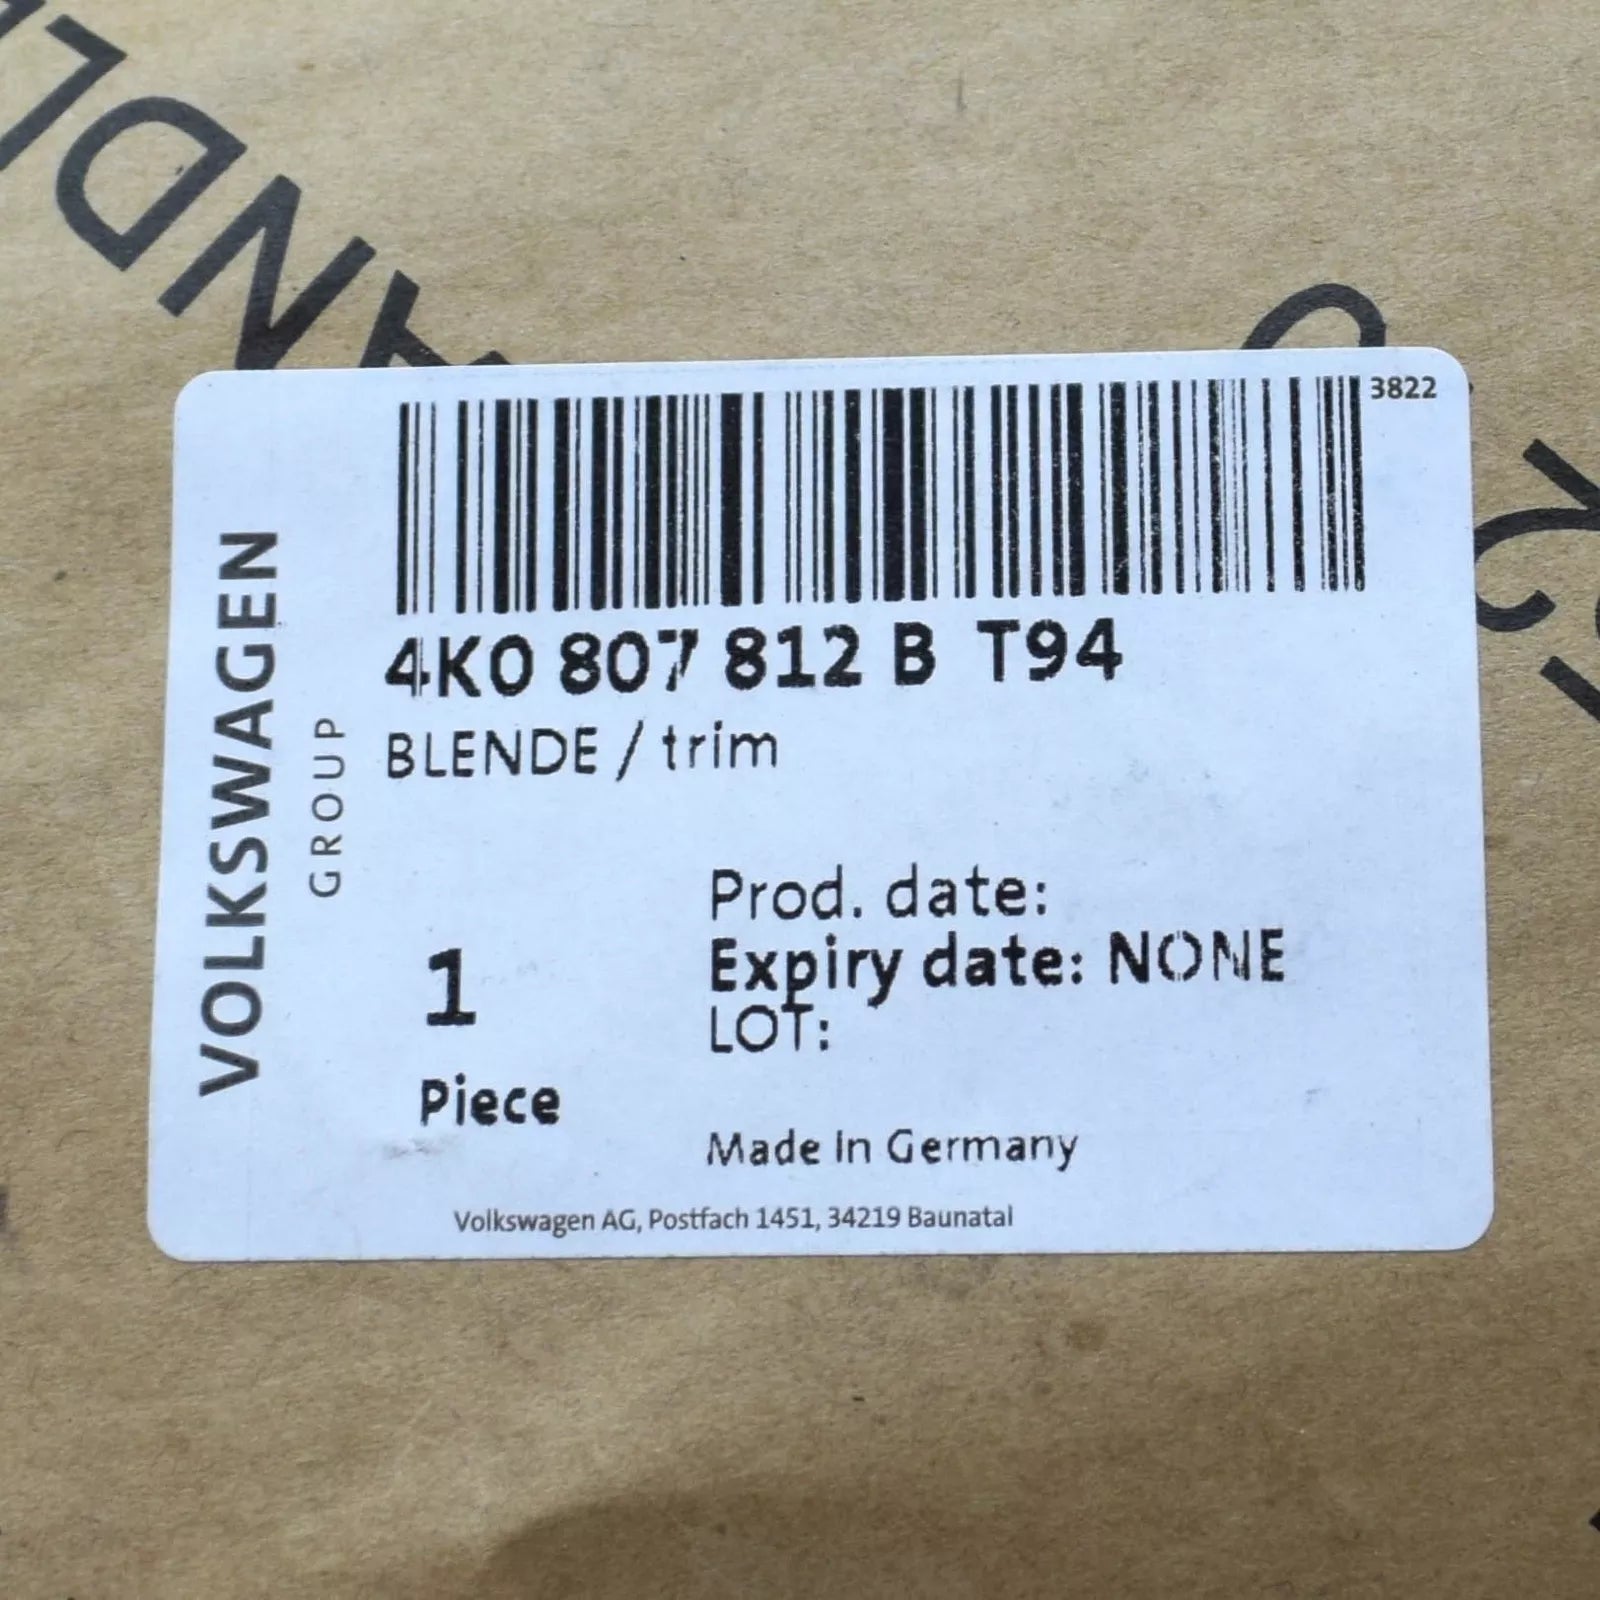 3822
4K0 807 812 B T94
BLENDE / trim
VOLKSWAGEN
GROUP
Prod. date:
Expiry date: NONE
LOT:
1
Piece
Made In Germany
Volkswagen AG, Postfach 1451, 34219 Baunatal